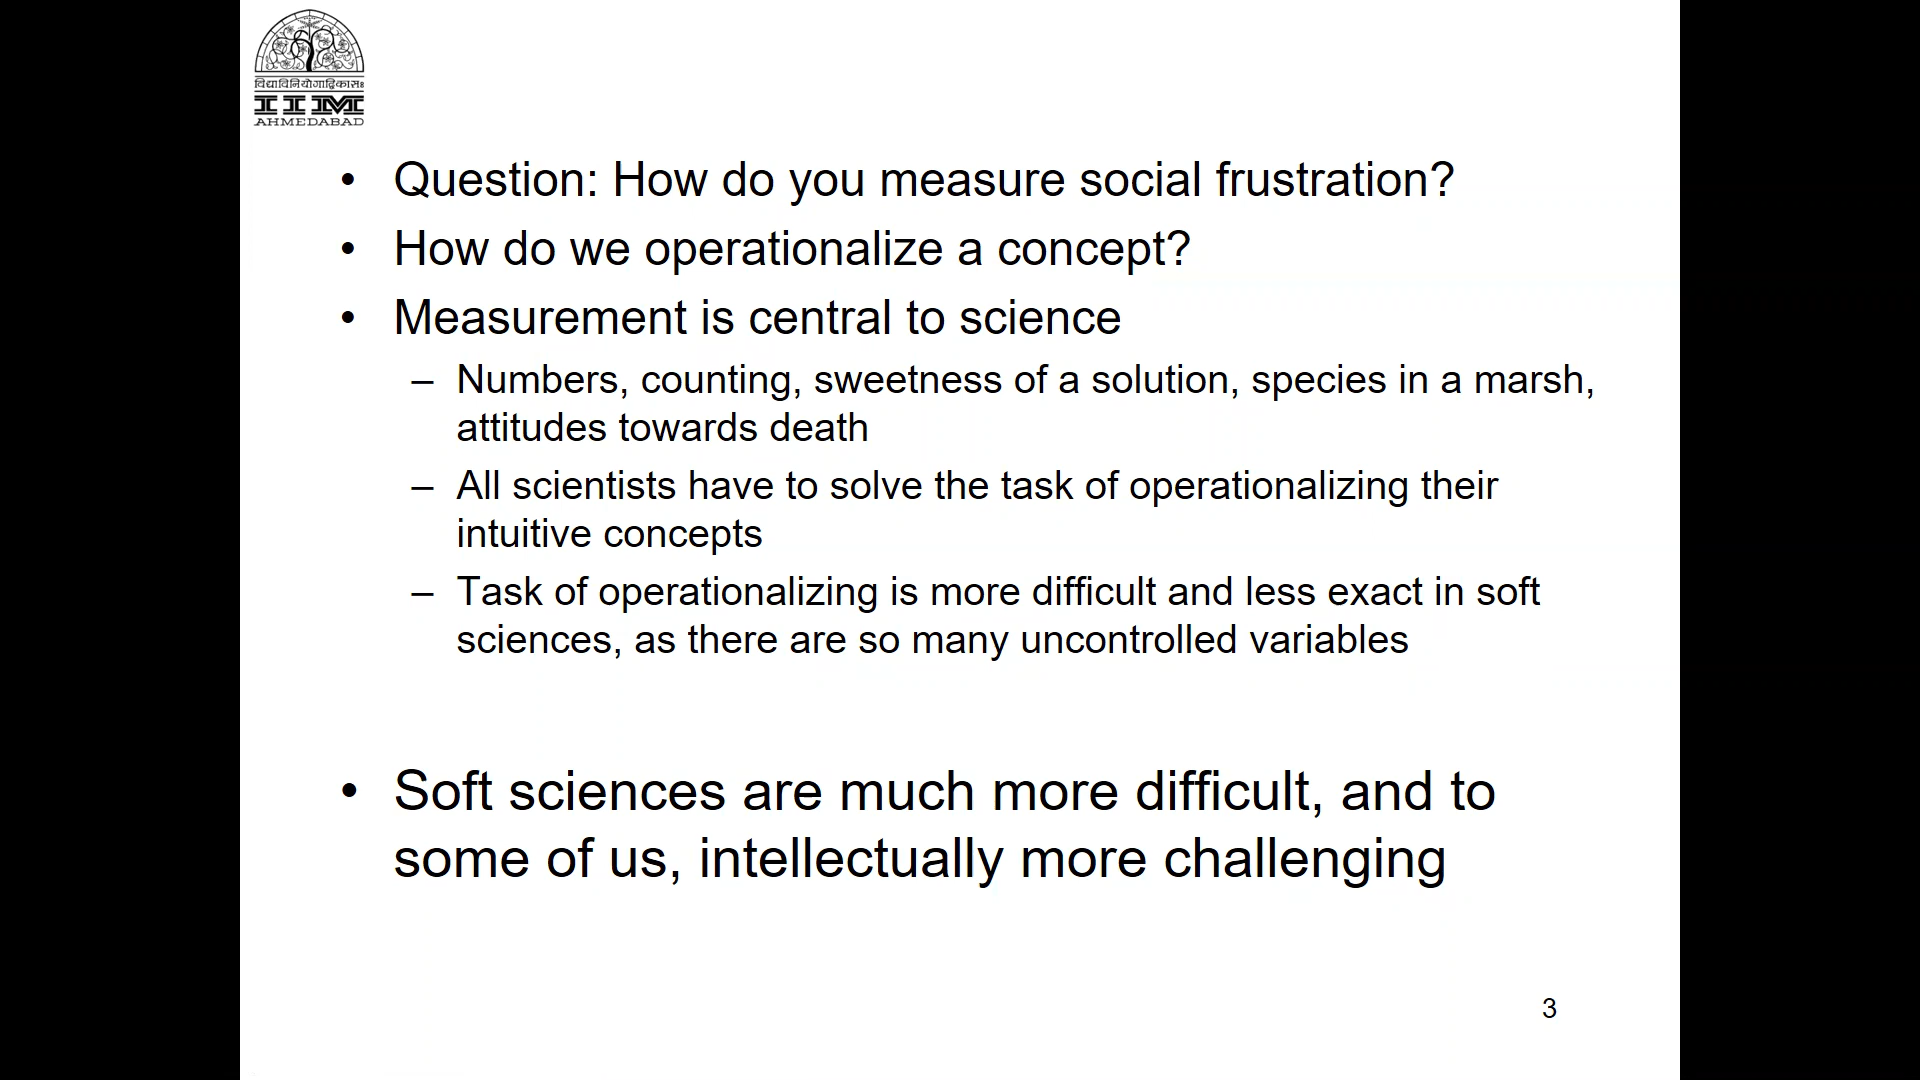 विद्याविनियोगाद्विकासः
IIM
AHMEDABAD
• Question: How do you measure social frustration?
• How do we operationalize a concept?
• Measurement is central to science
– Numbers, counting, sweetness of a solution, species in a marsh,
attitudes towards death
– All scientists have to solve the task of operationalizing their
intuitive concepts
– Task of operationalizing is more difficult and less exact in soft
sciences, as there are so many uncontrolled variables
• Soft sciences are much more difficult, and to
some of us, intellectually more challenging
3